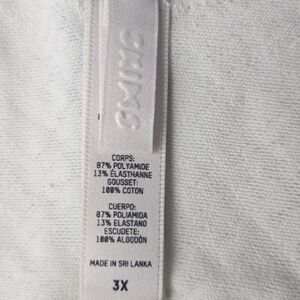 SKIMS
CORPS:
87% POLYAMIDE
13% ÉLASTHANNE
GOUSSET:
100% COTON
CUERPO:
87% POLIAMIDA
13% ELASTANO
ESCUDETE:
100% ALGODÓN
MADE IN SRI LANKA
3X